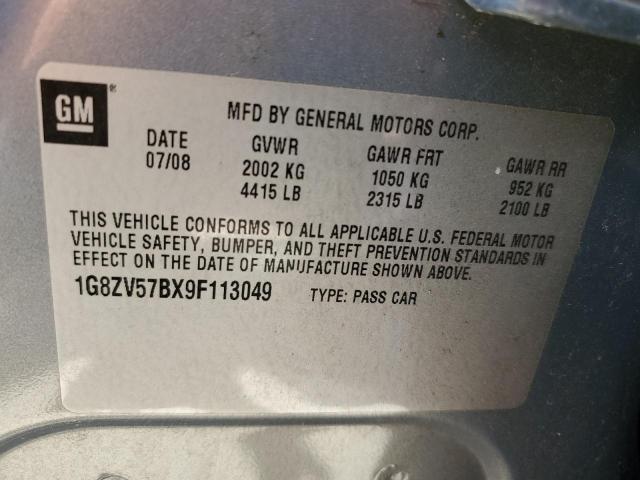 GM®
MFD BY GENERAL MOTORS CORP.
DATE GVWR GAWR FRT GAWR RR
07/08 2002 KG 1050 KG 952 KG
4415 LB 2315 LB 2100 LB
THIS VEHICLE CONFORMS TO ALL APPLICABLE U.S. FEDERAL MOTOR
VEHICLE SAFETY, BUMPER, AND THEFT PREVENTION STANDARDS IN
EFFECT ON THE DATE OF MANUFACTURE SHOWN ABOVE.
1G8ZV57BX9F113049 TYPE: PASS CAR